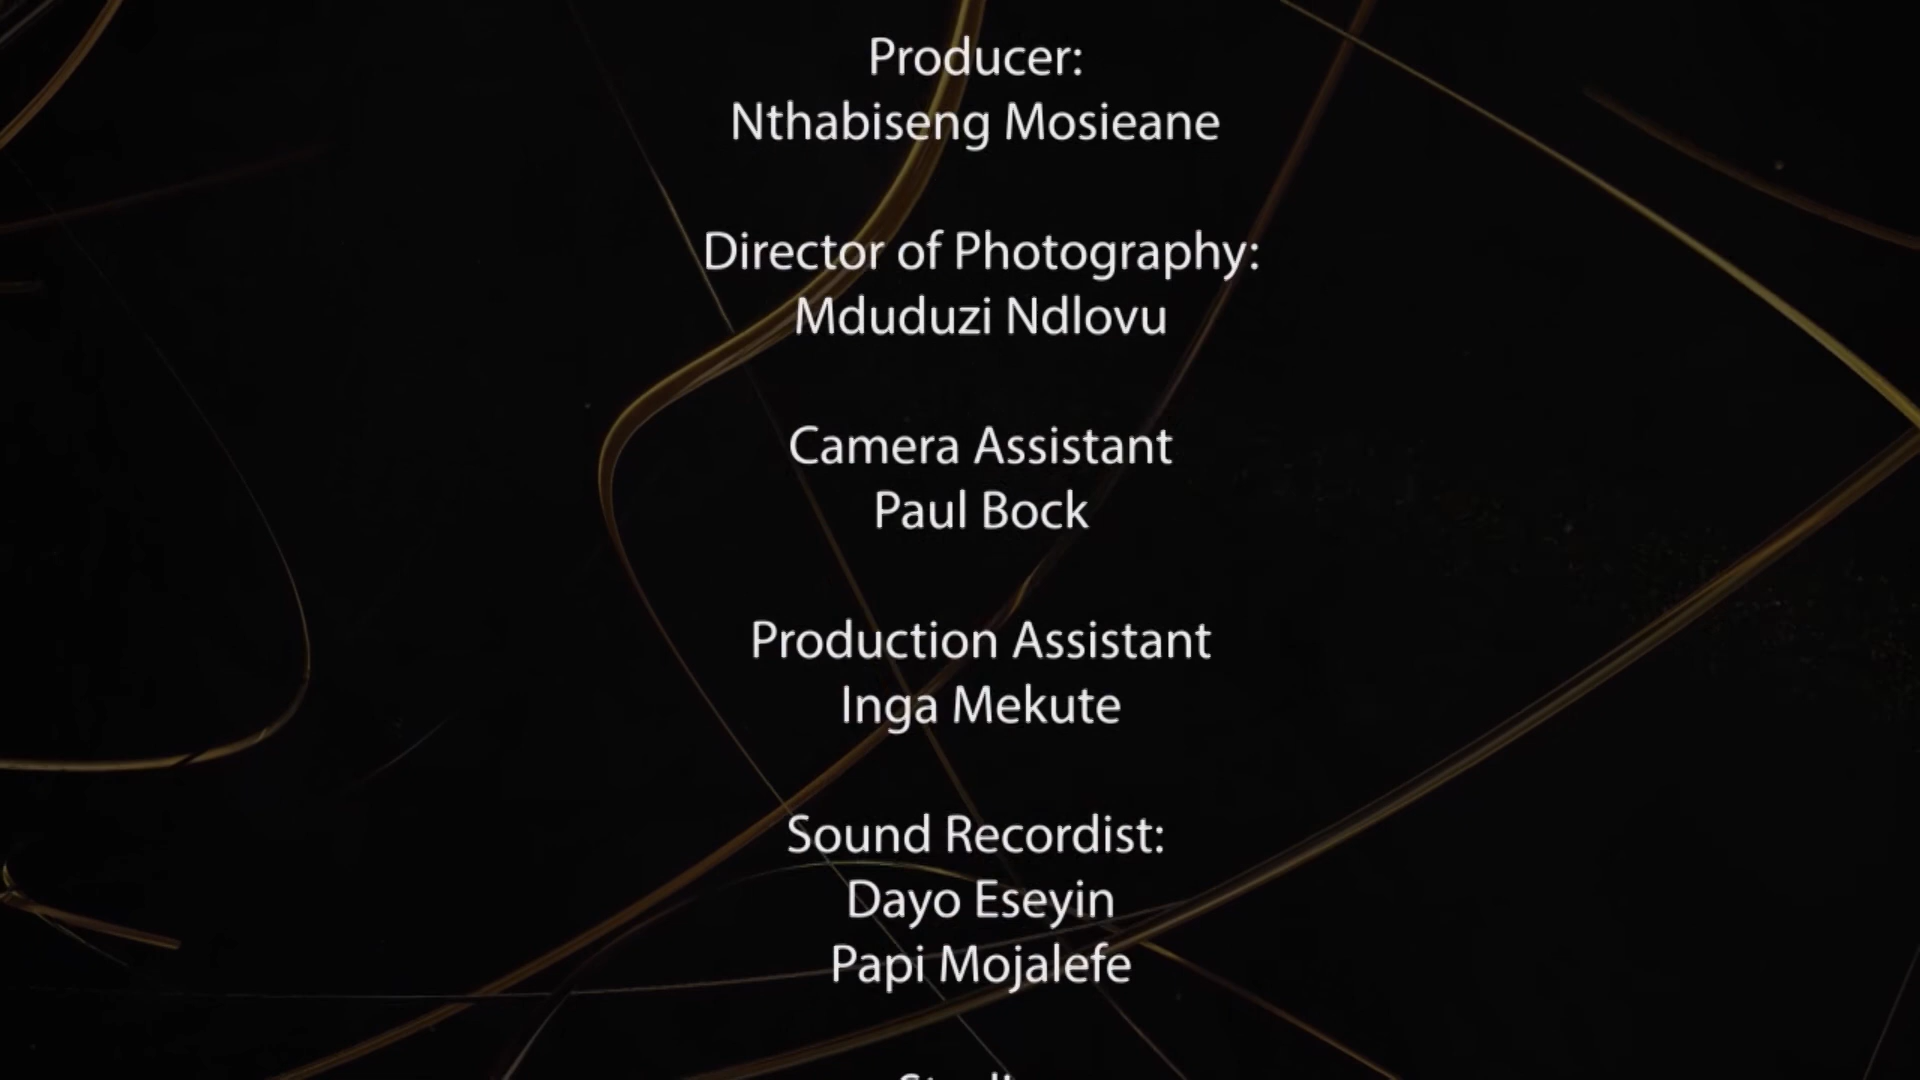 Producer:
Nthabiseng Mosieane
Director of Photography:
Mduduzi Ndlovu
Camera Assistant
Paul Bock
Production Assistant
Inga Mekute
Sound Recordist:
Dayo Eseyin
Papi Mojalefe